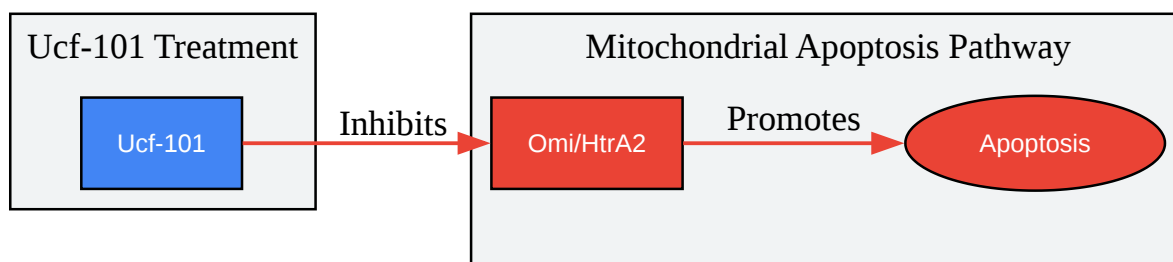 Ucf-101 Treatment
Mitochondrial Apoptosis Pathway
Ucf-101
Inhibits
Omi/HtrA2
Promotes
Apoptosis